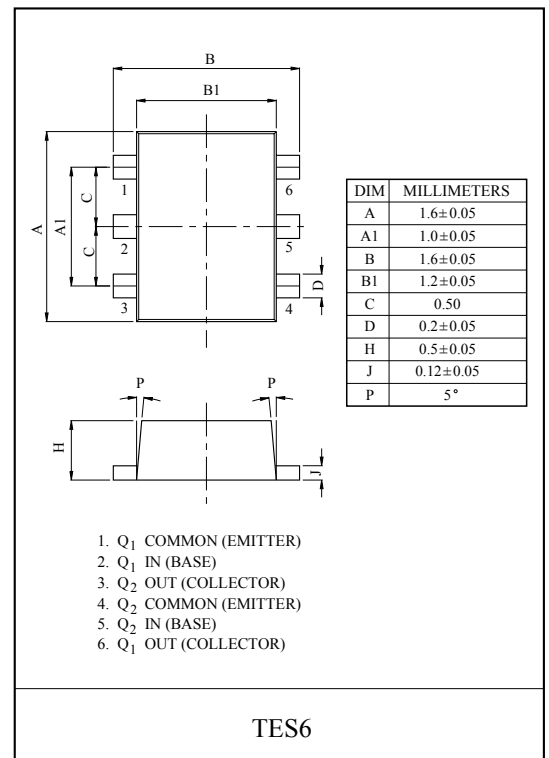 B
B1
A
A1
C
C
D
1
2
3
4
5
6
DIM MILLIMETERS
A 1.6±0.05
A1 1.0±0.05
B 1.6±0.05
B1 1.2±0.05
C 0.50
D 0.2±0.05
H 0.5±0.05
J 0.12±0.05
P 5°
P
P
H
J
1. Q1 COMMON (EMITTER)
2. Q1 IN (BASE)
3. Q2 OUT (COLLECTOR)
4. Q2 COMMON (EMITTER)
5. Q2 IN (BASE)
6. Q1 OUT (COLLECTOR)
TES6